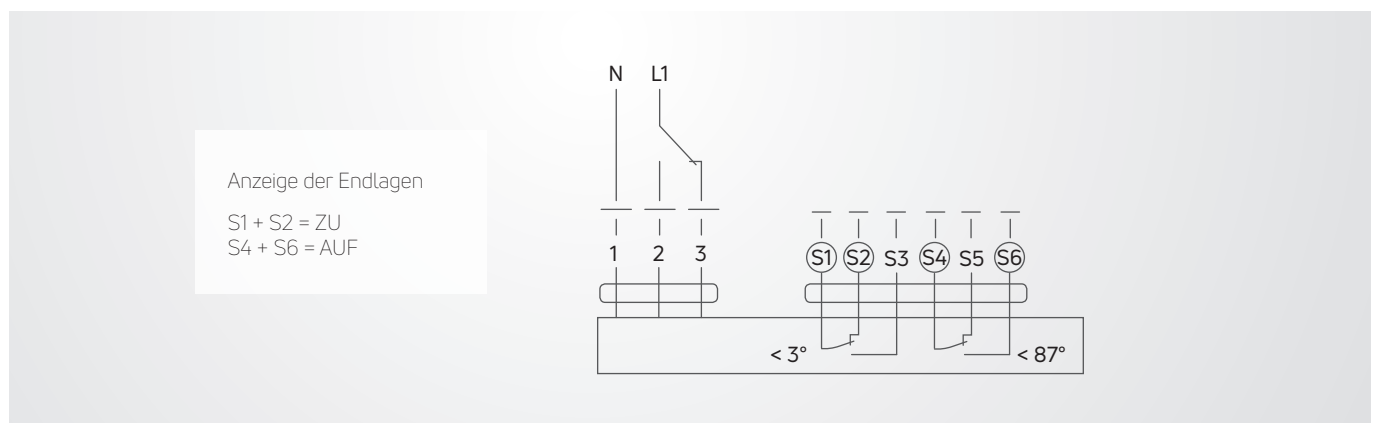 Anzeige der Endlagen
S1 + S2 = ZU
S4 + S6 = AUF
N L1
1 2 3
S1 S2 S3 S4 S5 S6
< 3° < 87°